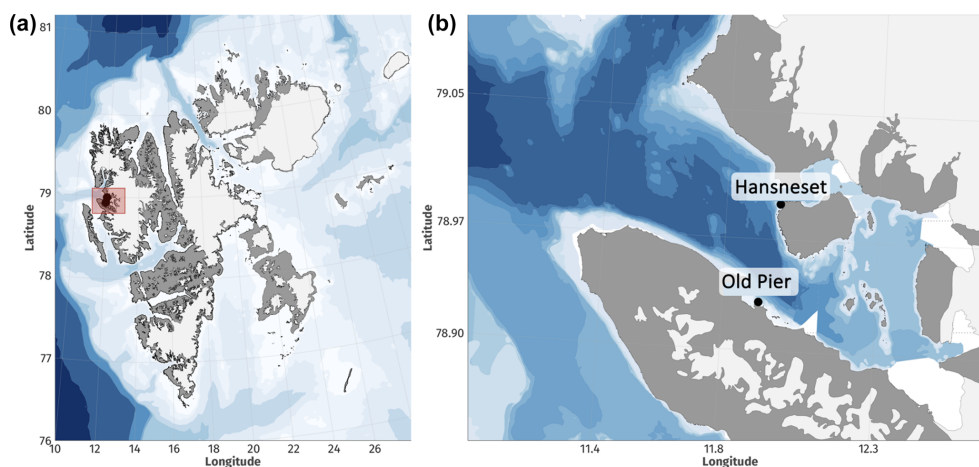 (a)
81
80
79
78
77
76
Latitude
10 12 14 16 18 20 22 24 26
Longitude
(b)
79.05
78.97
78.90
Latitude
Hansneset
Old Pier
11.4 11.8 12.3
Longitude